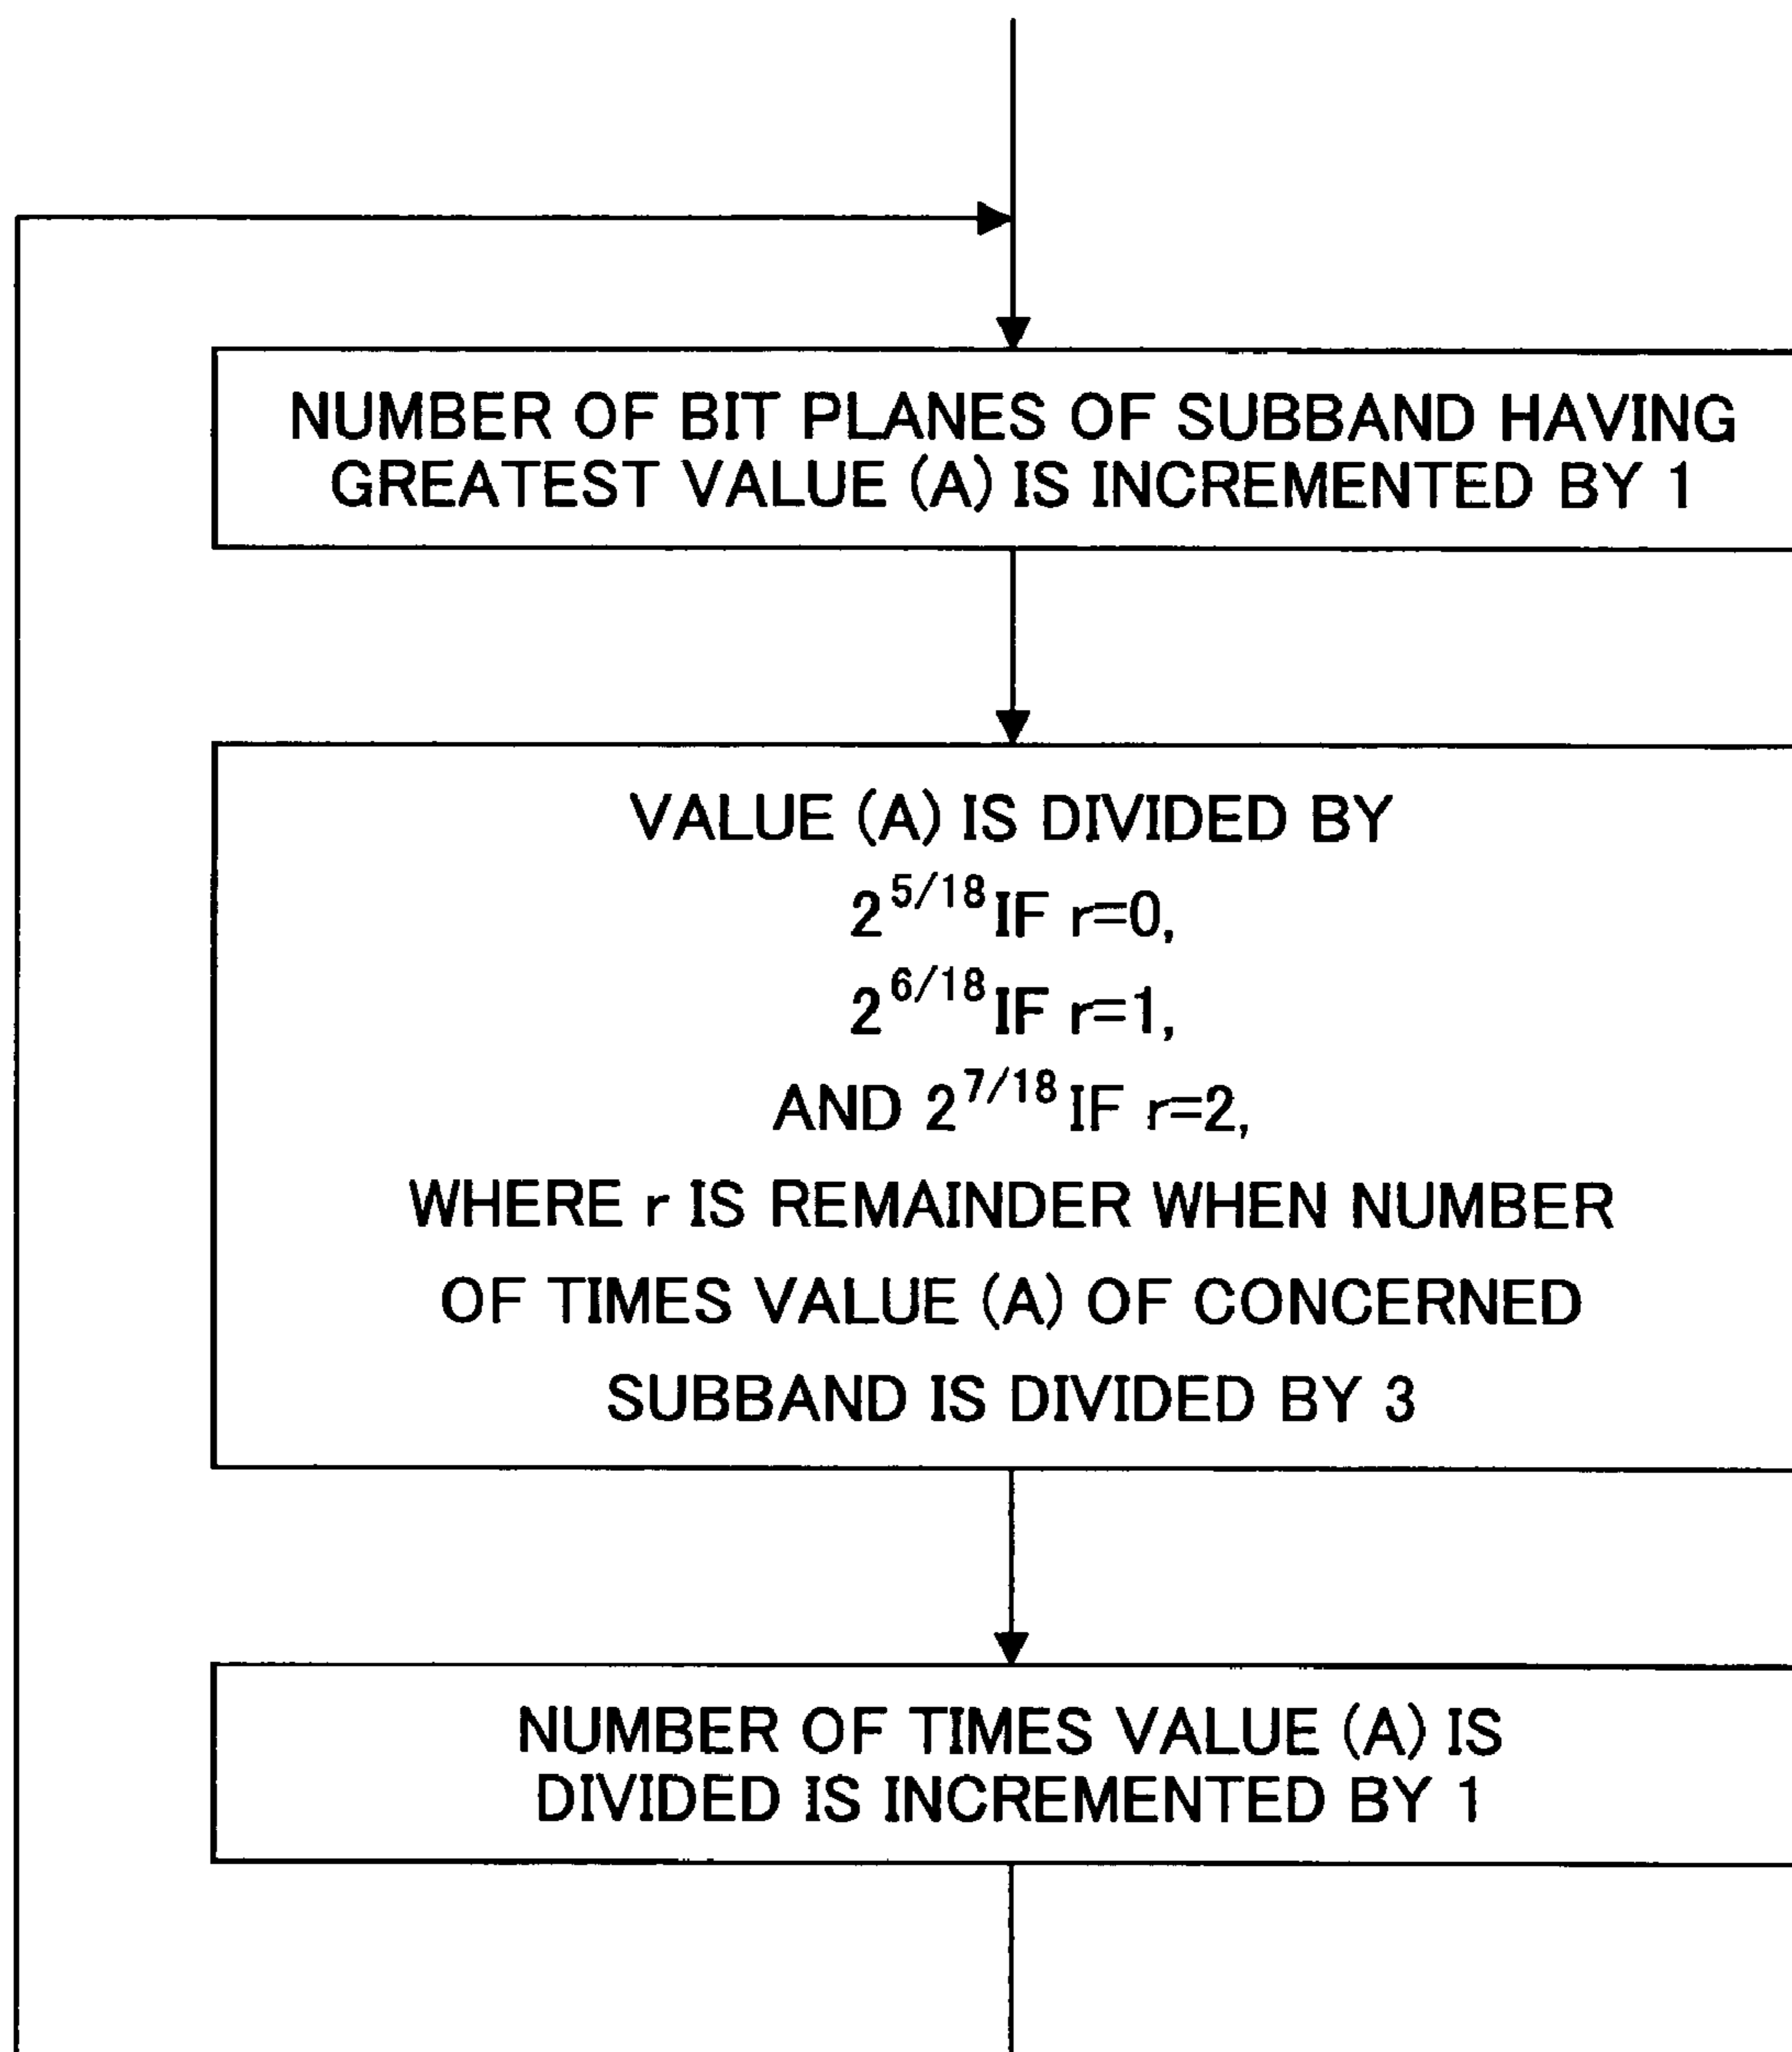 NUMBER OF BIT PLANES OF SUBBAND HAVING
GREATEST VALUE (A) IS INCREMENTED BY 1
VALUE (A) IS DIVIDED BY
2^5/18 IF r=0,
2^6/18 IF r=1,
AND 2^7/18 IF r=2,
WHERE r IS REMAINDER WHEN NUMBER
OF TIMES VALUE (A) OF CONCERNED
SUBBAND IS DIVIDED BY 3
NUMBER OF TIMES VALUE (A) IS
DIVIDED IS INCREMENTED BY 1